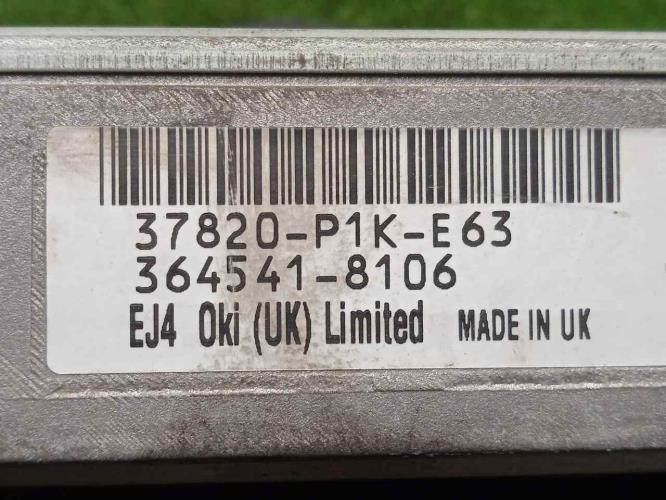 37820-P1K-E63
364541-8106
EJ4 Oki (UK) Limited MADE IN UK